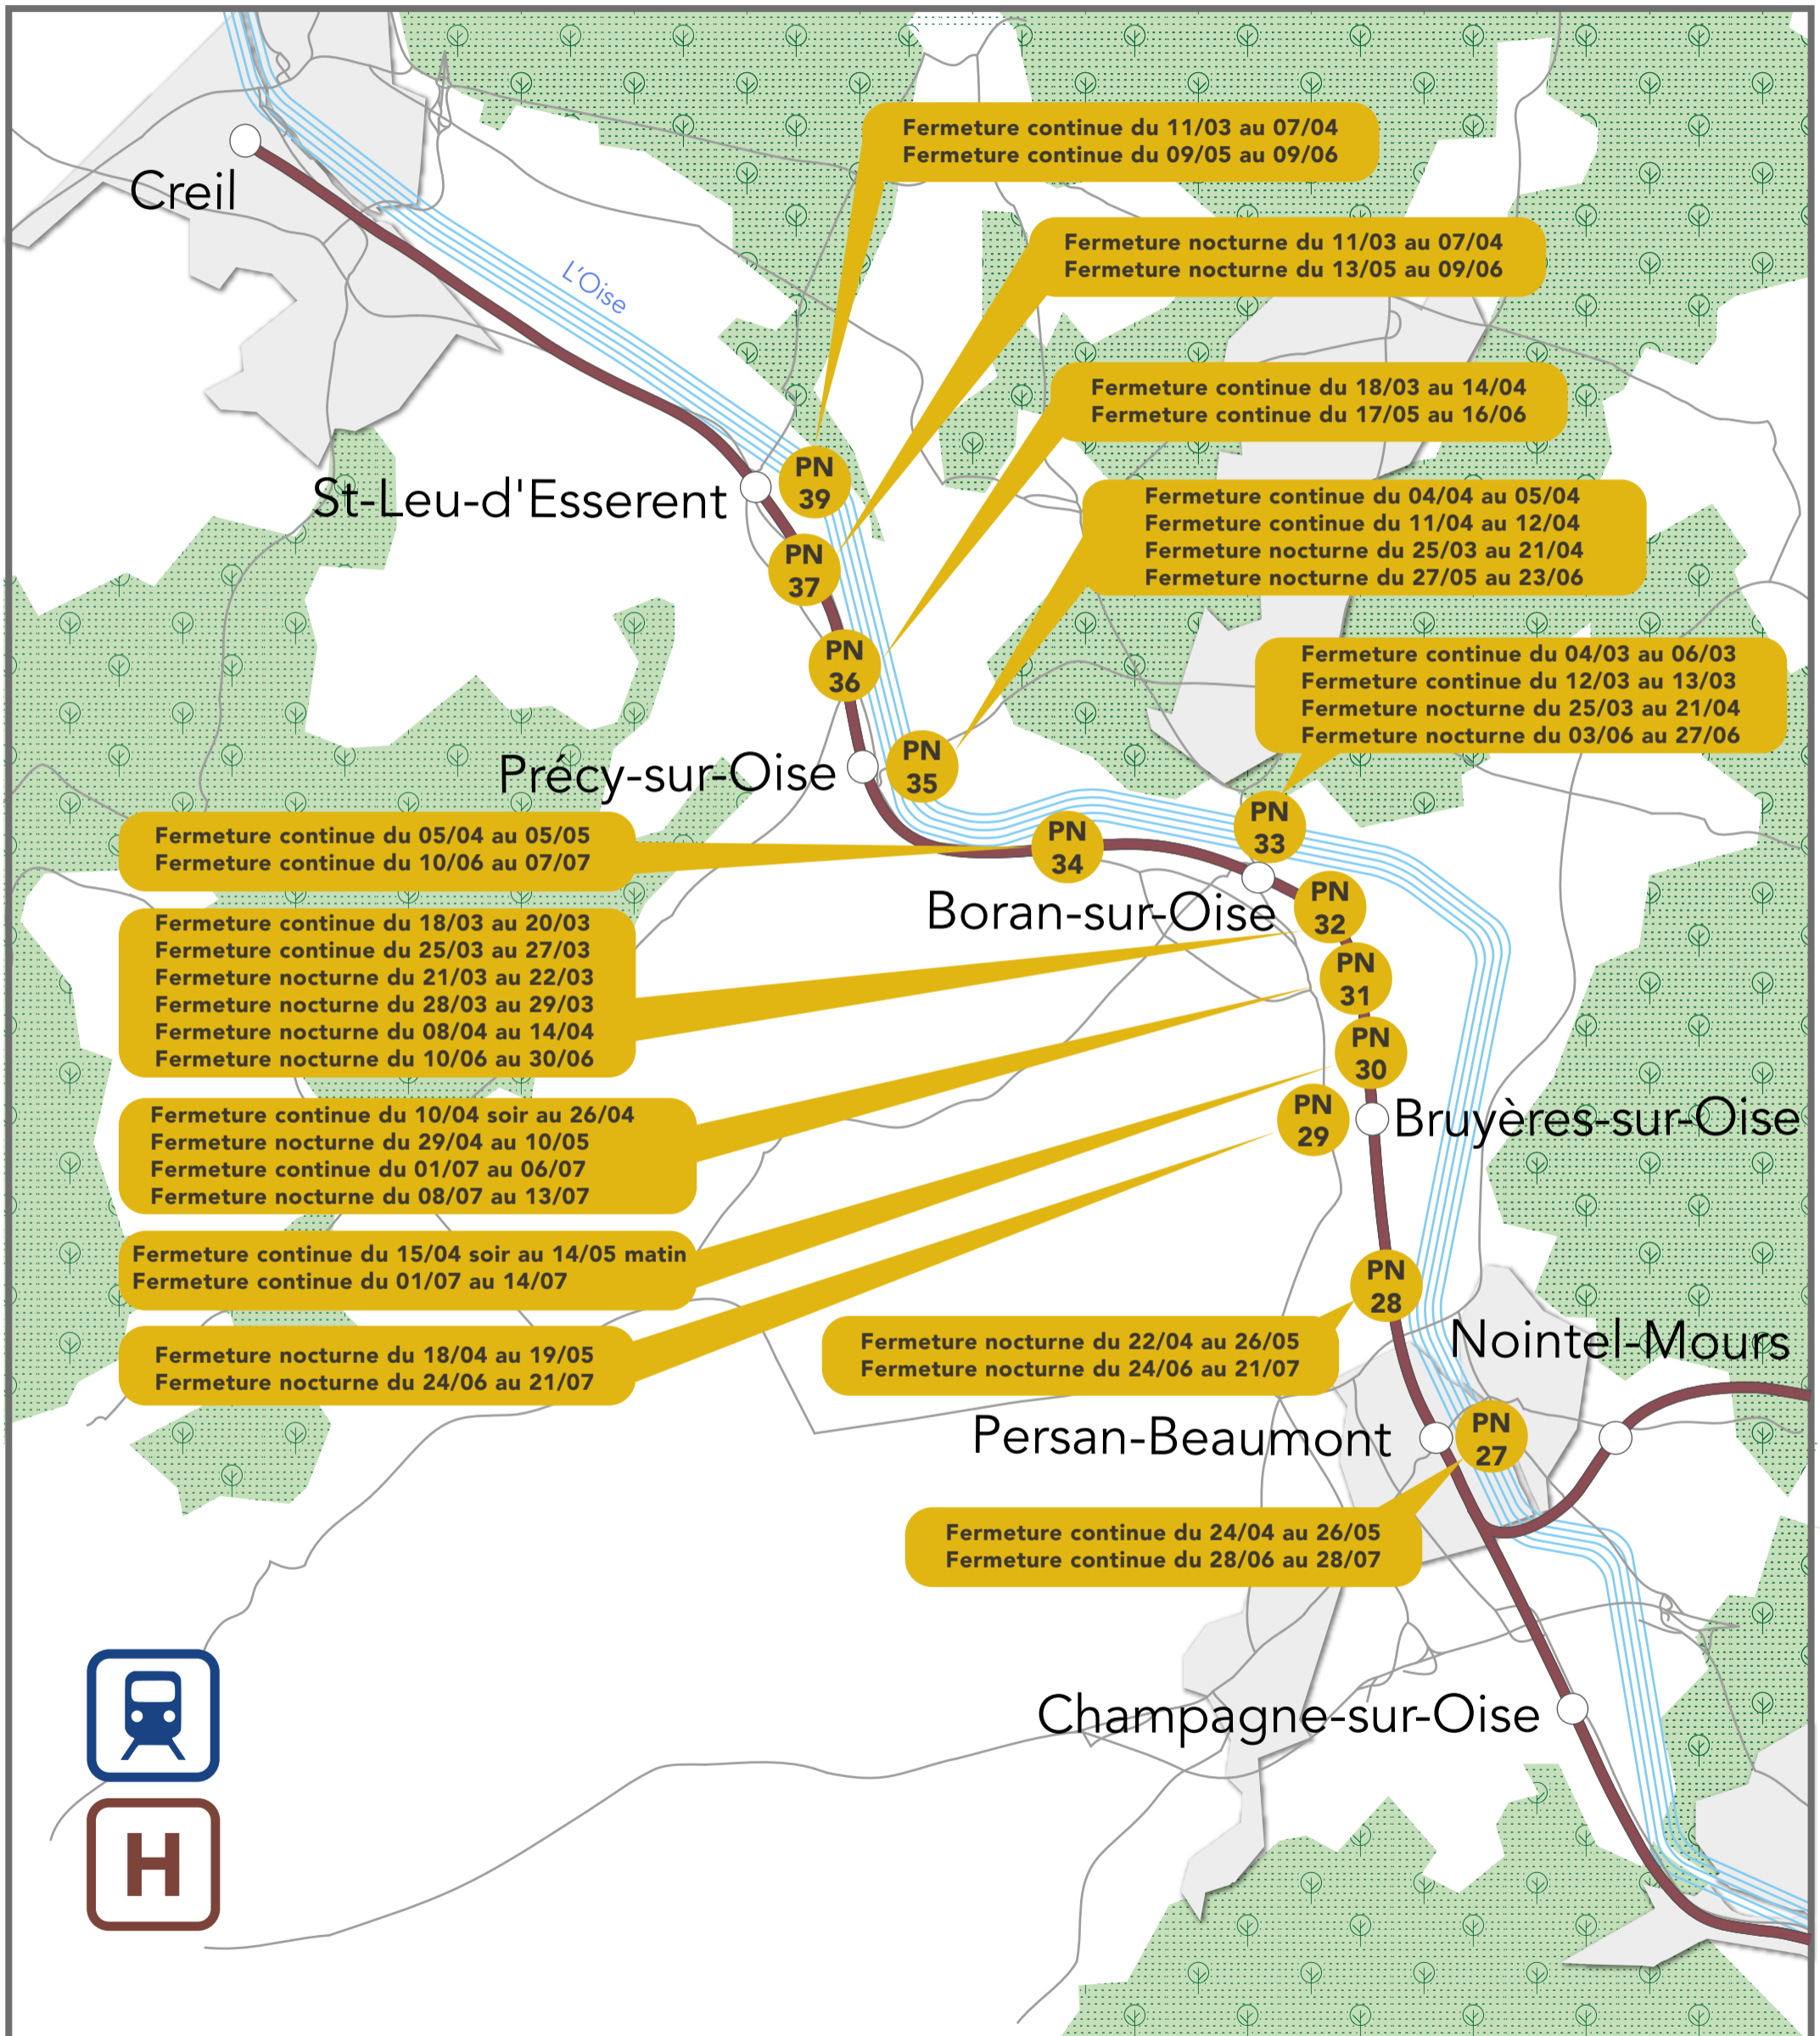 Fermeture continue du 11/03 au 07/04
Fermeture continue du 09/05 au 09/06
Creil
Fermeture nocturne du 11/03 au 07/04
Fermeture nocturne du 13/05 au 09/06
L'Oise
Fermeture continue du 18/03 au 14/04
Fermeture continue du 17/05 au 16/06
PN
39
St-Leu-d'Esserent
Fermeture continue du 04/04 au 05/04
Fermeture continue du 11/04 au 12/04
Fermeture nocturne du 25/03 au 21/04
Fermeture nocturne du 27/05 au 23/06
PN
37
PN
36
Fermeture continue du 04/03 au 06/03
Fermeture continue du 12/03 au 13/03
Fermeture nocturne du 25/03 au 21/04
Fermeture nocturne du 03/06 au 27/06
Précy-sur-Oise
PN
35
Fermeture continue du 05/04 au 05/05
Fermeture continue du 10/06 au 07/07
PN
34
PN
33
Boran-sur-Oise
PN
32
Fermeture continue du 18/03 au 20/03
Fermeture continue du 25/03 au 27/03
Fermeture nocturne du 21/03 au 22/03
Fermeture nocturne du 28/03 au 29/03
Fermeture nocturne du 08/04 au 14/04
Fermeture nocturne du 10/06 au 30/06
PN
31
PN
30
Fermeture continue du 10/04 soir au 26/04
Fermeture nocturne du 29/04 au 10/05
Fermeture continue du 01/07 au 06/07
Fermeture nocturne du 08/07 au 13/07
PN
29
Bruyères-sur-Oise
Fermeture continue du 15/04 soir au 14/05 matin
Fermeture continue du 01/07 au 14/07
PN
28
Fermeture nocturne du 18/04 au 19/05
Fermeture nocturne du 24/06 au 21/07
Fermeture nocturne du 22/04 au 26/05
Fermeture nocturne du 24/06 au 21/07
Nointel-Mours
Persan-Beaumont
PN
27
Fermeture continue du 24/04 au 26/05
Fermeture continue du 28/06 au 28/07
Champagne-sur-Oise
H